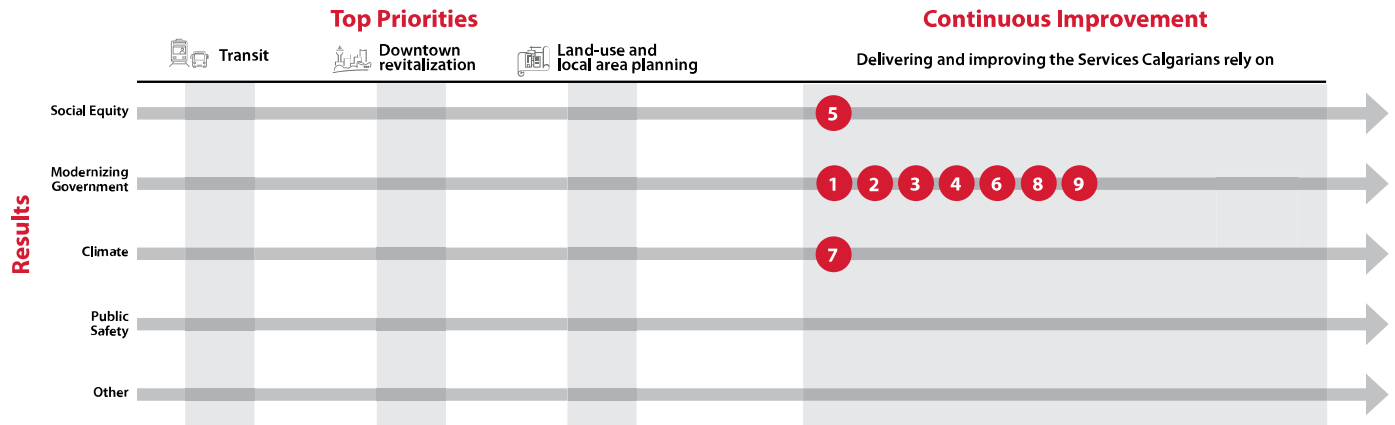 Top Priorities
Continuous Improvement
Transit
Downtown
revitalization
Land-use and
local area planning
Delivering and improving the Services Calgarians rely on
Results
Social Equity
5
Modernizing
Government
1 2 3 4 6 8 9
Climate
7
Public
Safety
Other